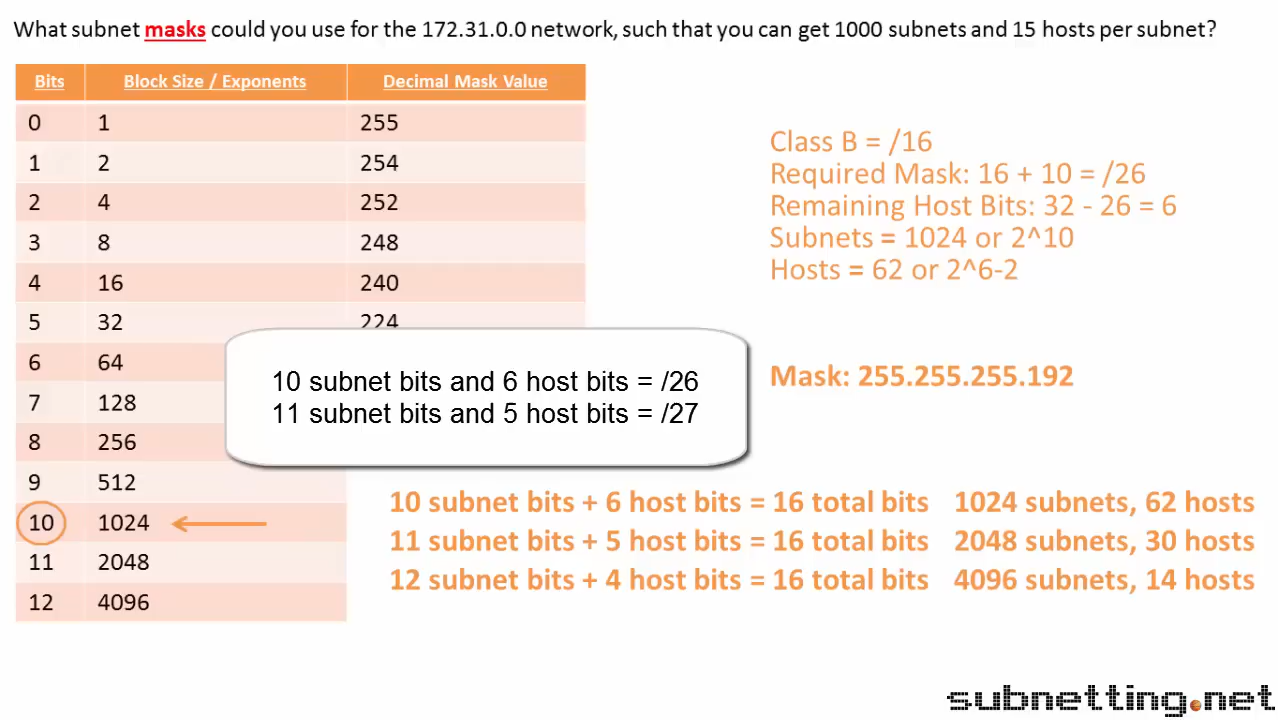 What subnet masks could you use for the 172.31.0.0 network, such that you can get 1000 subnets and 15 hosts per subnet?
Bits Block Size / Exponents Decimal Mask Value
0 1 255
1 2 254
2 4 252
3 8 248
4 16 240
5 32 224
6 64
7 128
8 256
9 512
10 1024
11 2048
12 4096
Class B = /16
Required Mask: 16 + 10 = /26
Remaining Host Bits: 32 - 26 = 6
Subnets = 1024 or 2^10
Hosts = 62 or 2^6-2
10 subnet bits and 6 host bits = /26
11 subnet bits and 5 host bits = /27
Mask: 255.255.255.192
10 subnet bits + 6 host bits = 16 total bits 1024 subnets, 62 hosts
11 subnet bits + 5 host bits = 16 total bits 2048 subnets, 30 hosts
12 subnet bits + 4 host bits = 16 total bits 4096 subnets, 14 hosts
subnetting.net